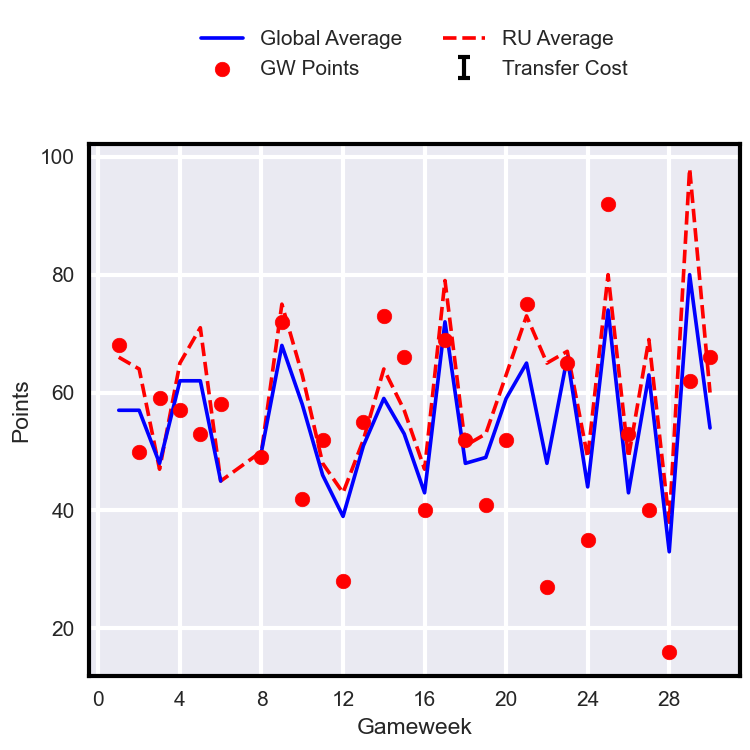 Global Average
RU Average
GW Points
Transfer Cost
100
80
60
40
20
Points
0 4 8 12 16 20 24 28
Gameweek